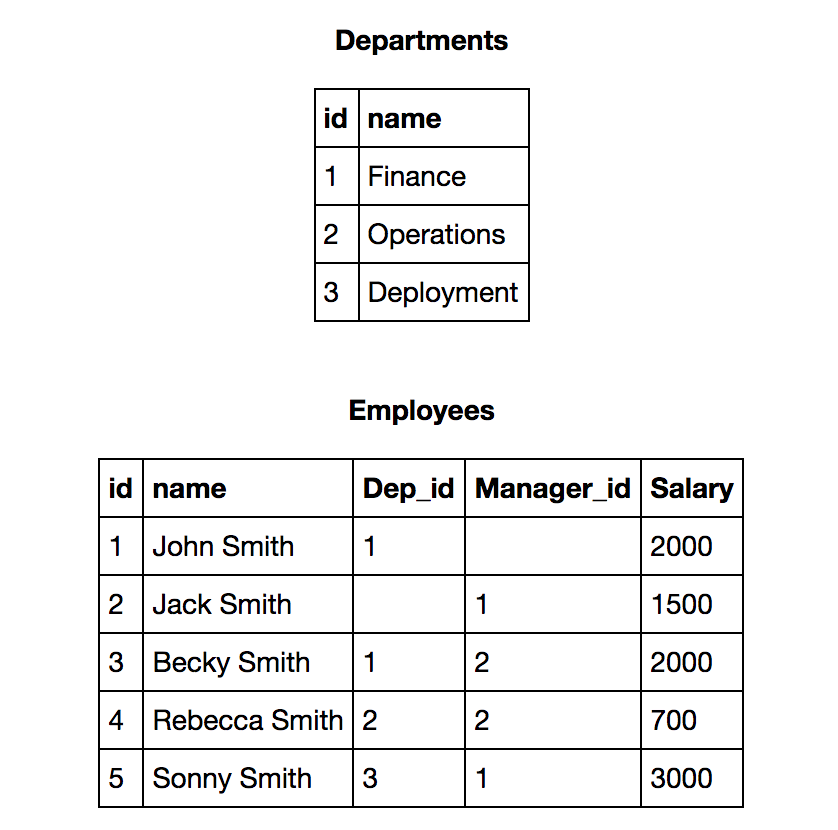 Departments
id name
1 Finance
2 Operations
3 Deployment
Employees
id name Dep_id Manager_id Salary
1 John Smith 1 2000
2 Jack Smith 1 1500
3 Becky Smith 1 2 2000
4 Rebecca Smith 2 2 700
5 Sonny Smith 3 1 3000